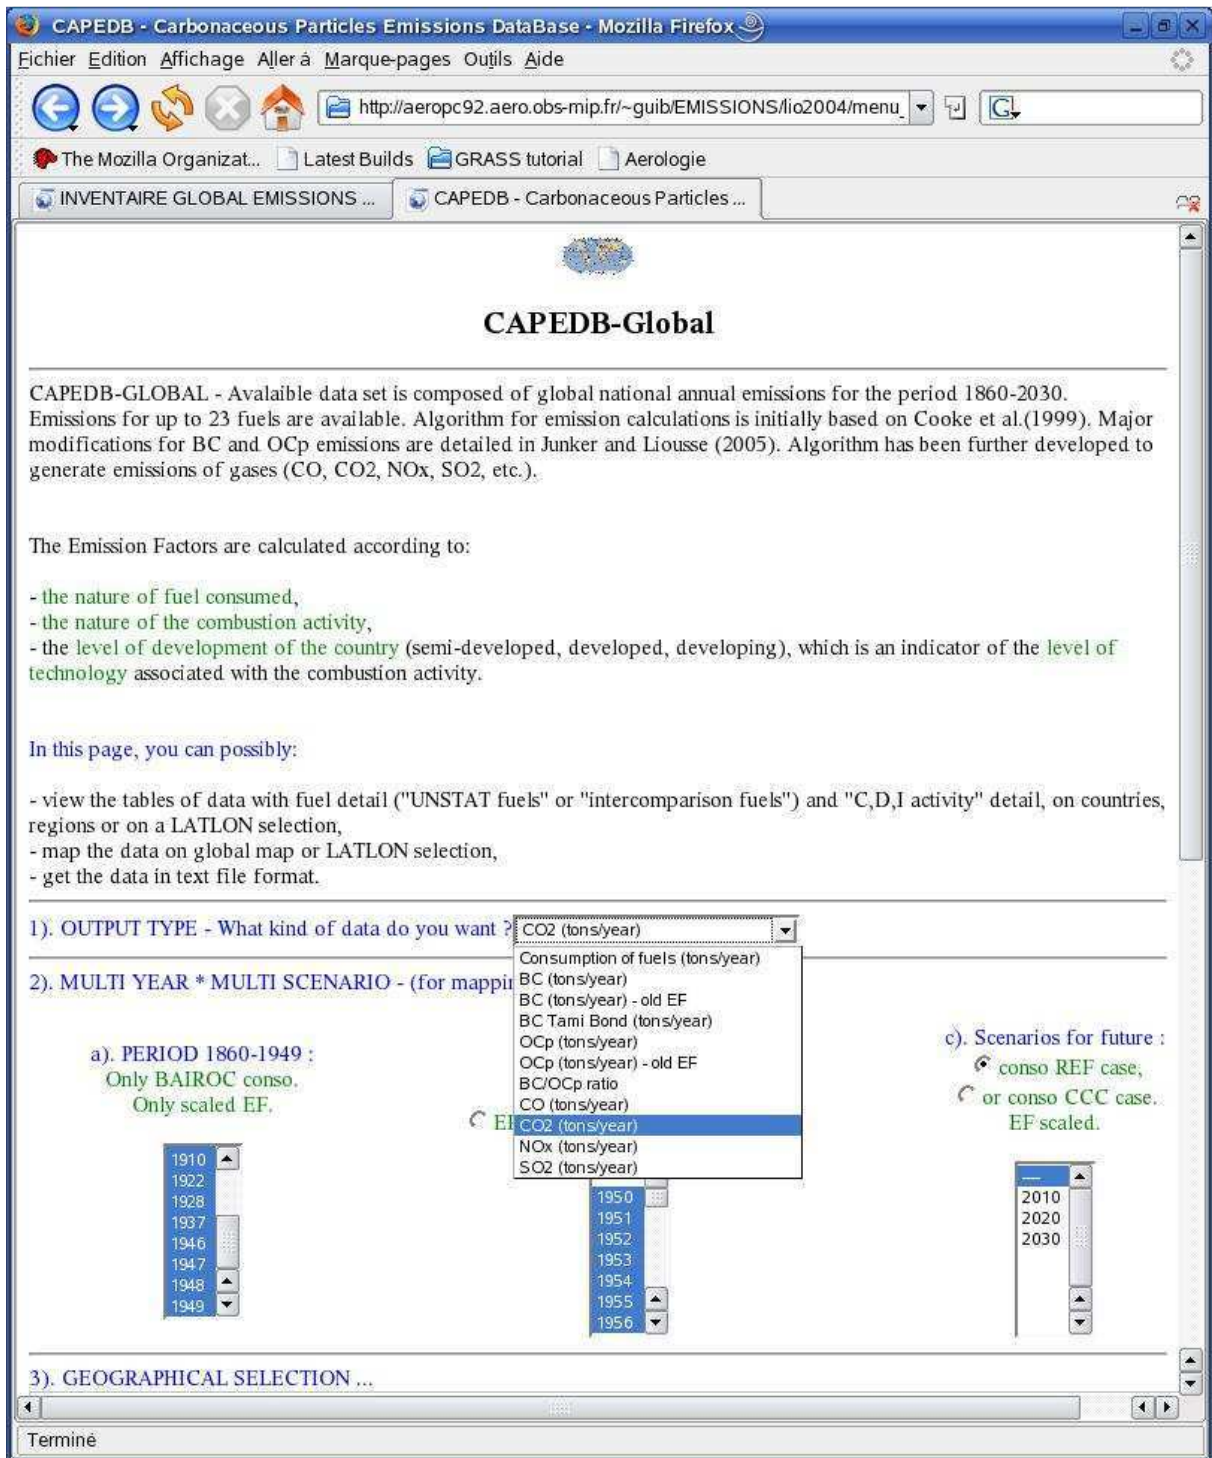 CAPEDB - Carbonaceous Particles Emissions DataBase - Mozilla Firefox
Fichier Edition Affichage Aller à Marque-pages Outils Aide
http://aeropc92.aero.obs-mip.fr/~guib/EMISSIONS/lio2004/menu_
G
The Mozilla Organizat... Latest Builds GRASS tutorial Aerologie
INVENTAIRE GLOBAL EMISSIONS ... CAPEDB - Carbonaceous Particles ...
CAPEDB-Global
CAPEDB-GLOBAL - Avalaible data set is composed of global national annual emissions for the period 1860-2030.
Emissions for up to 23 fuels are available. Algorithm for emission calculations is initially based on Cooke et al.(1999). Major
modifications for BC and OCp emissions are detailed in Junker and Liousse (2005). Algorithm has been further developed to
generate emissions of gases (CO, CO2, NOx, SO2, etc.).
The Emission Factors are calculated according to:
- the nature of fuel consumed,
- the nature of the combustion activity,
- the level of development of the country (semi-developed, developed, developing), which is an indicator of the level of
technology associated with the combustion activity.
In this page, you can possibly:
- view the tables of data with fuel detail ("UNSTAT fuels" or "intercomparison fuels") and "C,D,I activity" detail, on countries,
regions or on a LATLON selection,
- map the data on global map or LATLON selection,
- get the data in text file format.
1). OUTPUT TYPE - What kind of data do you want ? CO2 (tons/year)
Consumption of fuels (tons/year)
BC (tons/year)
BC (tons/year) - old EF
BC Tami Bond (tons/year)
OCp (tons/year)
OCp (tons/year) - old EF
BC/OCp ratio
CO (tons/year)
CO2 (tons/year)
NOx (tons/year)
SO2 (tons/year)
2). MULTI YEAR * MULTI SCENARIO - (for mappin
a). PERIOD 1860-1949 :
Only BAIROC conso.
Only scaled EF.
1910
1922
1928
1937
1946
1947
1948
1949
EF
1950
1951
1952
1953
1954
1955
1956
c). Scenarios for future :
conso REF case,
or conso CCC case.
EF scaled.
---
2010
2020
2030
3). GEOGRAPHICAL SELECTION ...
Terminé